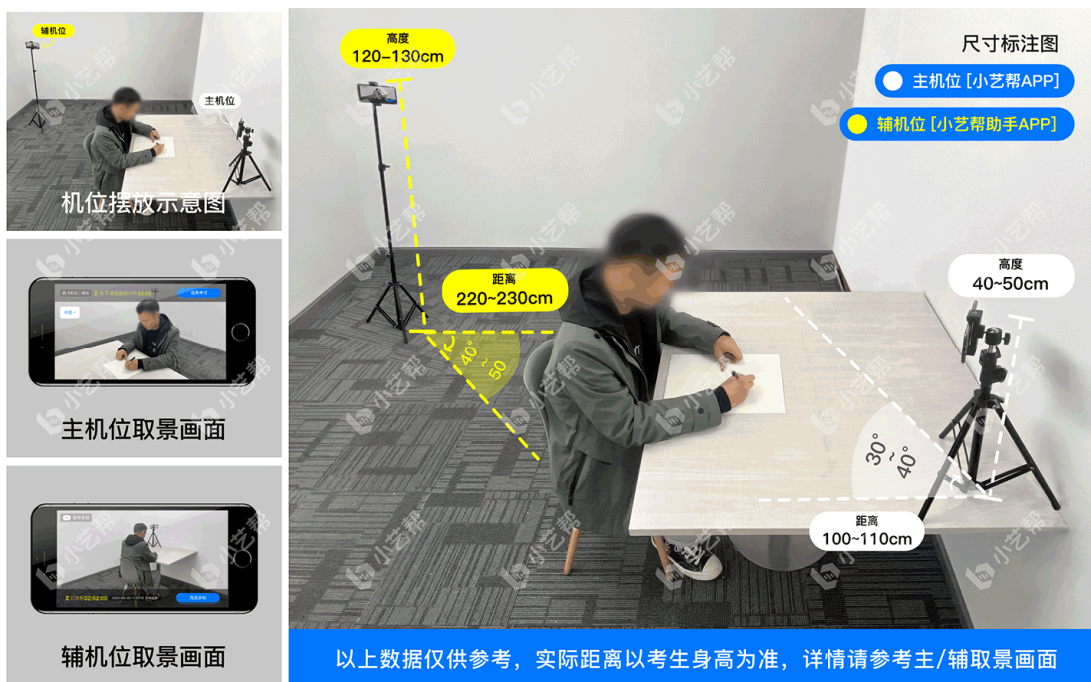 辅机位
主机位
机位摆放示意图
主机位取景画面
辅机位取景画面
尺寸标注图
主机位 [小艺帮APP]
辅机位 [小艺帮助手APP]
高度
120-130cm
距离
220~230cm
40°
~
50
高度
40~50cm
30°
~
40°
距离
100~110cm
以上数据仅供参考，实际距离以考生身高为准，详情请参考主/辅取景画面
小艺帮